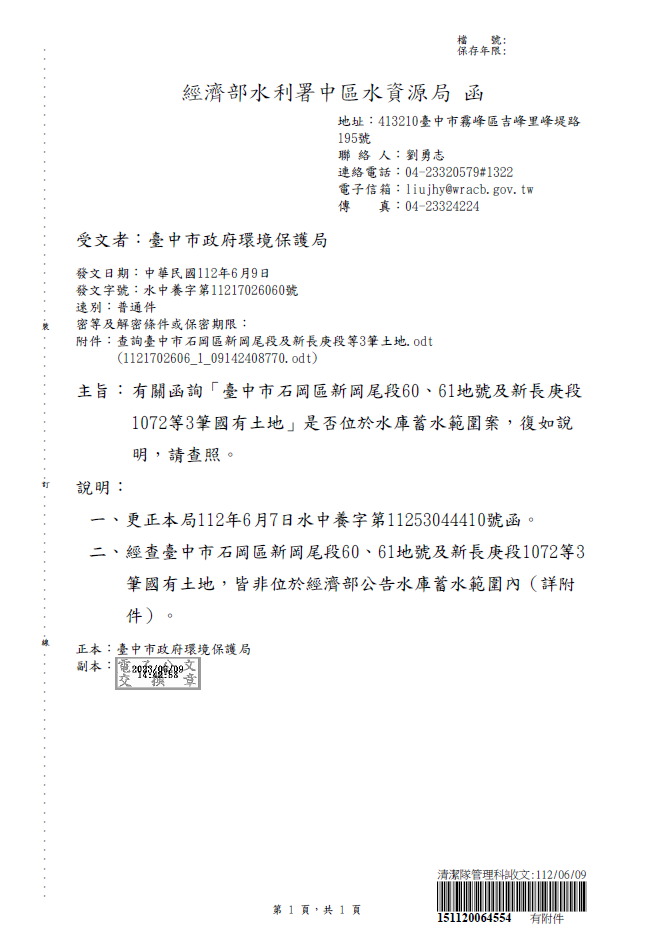 檔　　號:
保存年限:
經濟部水利署中區水資源局 函
地址：413210臺中市霧峰區吉峰里峰堤路
195號
聯 絡 人：劉勇志
連絡電話：04-23320579#1322
電子信箱：liujhy@wracb.gov.tw
傳　　真：04-23324224
受文者：臺中市政府環境保護局
發文日期：中華民國112年6月9日
發文字號：水中養字第11217026060號
速別：普通件
密等及解密條件或保密期限：
附件：查詢臺中市石岡區新岡尾段及新長庚段等3筆土地.odt
(1121702606_1_09142408770.odt)
主旨：有關函詢「臺中市石岡區新岡尾段60、61地號及新長庚段
1072等3筆國有土地」是否位於水庫蓄水範圍案，復如說
明，請查照。
說明：
一、更正本局112年6月7日水中養字第11253044410號函。
二、經查臺中市石岡區新岡尾段60、61地號及新長庚段1072等3
筆國有土地，皆非位於經濟部公告水庫蓄水範圍內（詳附
件）。
正本：臺中市政府環境保護局
副本：
電子公文
2023/06/09
14:42:58
交換章
裝
訂
線
清潔隊管理科收文:112/06/09
151120064554　有附件
第 1 頁，共 1 頁